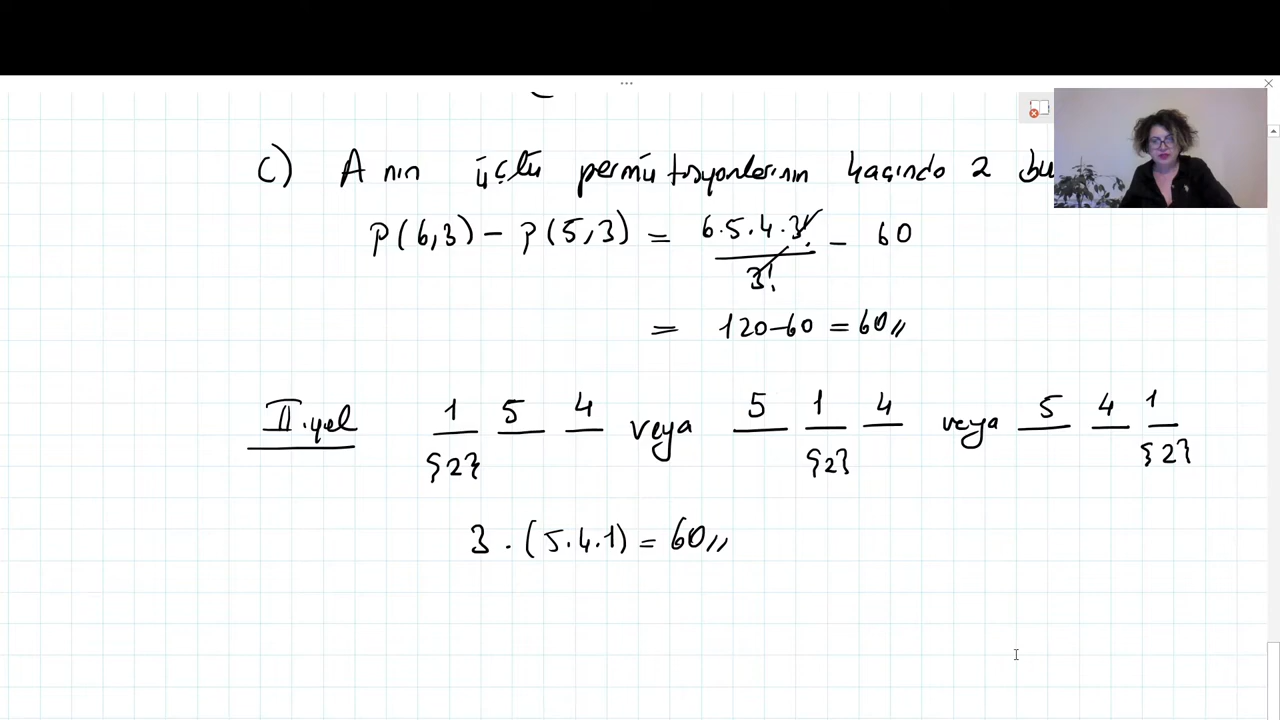 C) A nın üçlü permütasyonlarının kaçında 2 bu
P(6,3) - P(5,3) = 6.5.4.3! / 3! - 60
= 120-60 = 60//
II.yol 1 5 4 veya 5 1 4 veya 5 4 1
{2} {2} {2}
3 . (5.4.1) = 60//